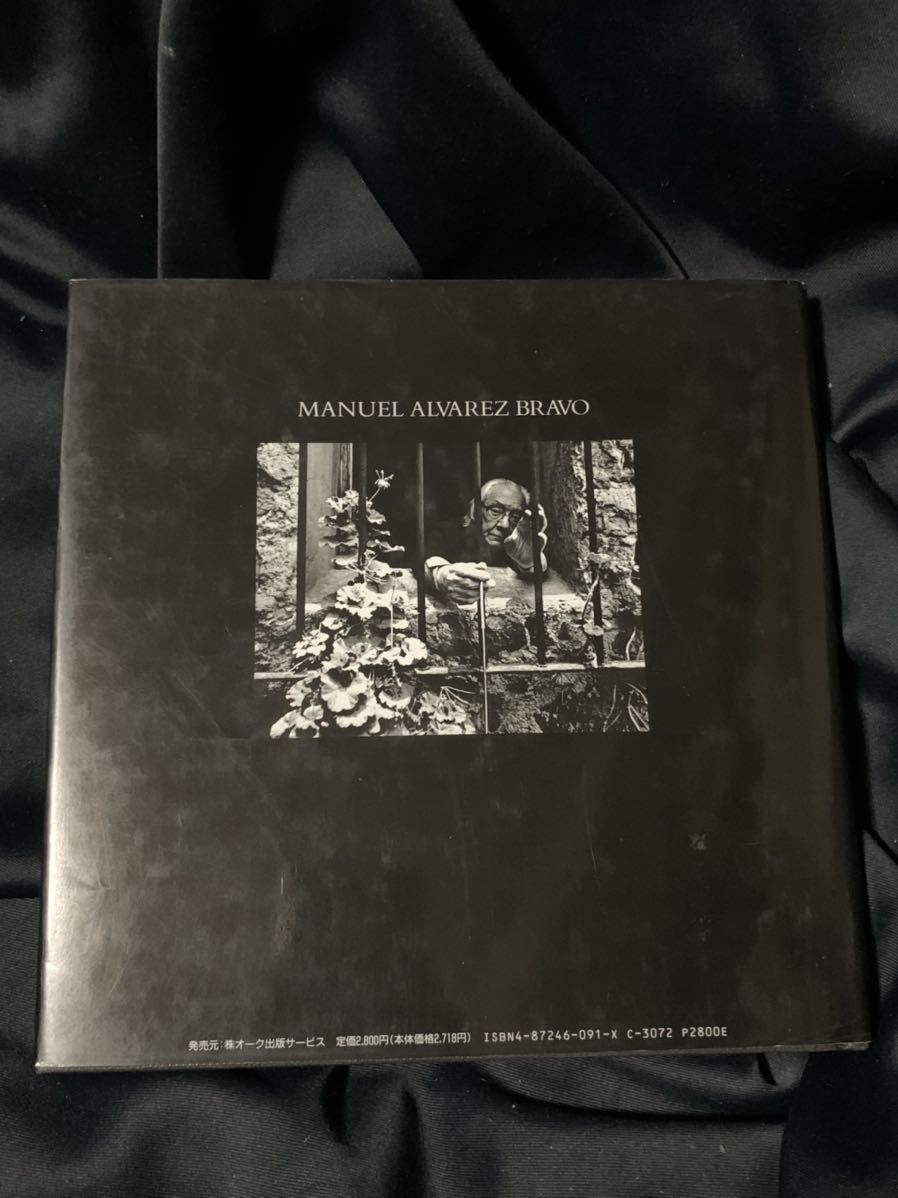 MANUEL ALVAREZ BRAVO
発売元:㈱オーク出版サービス 定価2,800円(本体価格2,718円) ISBN4-87246-091-X C-3072 P2800E